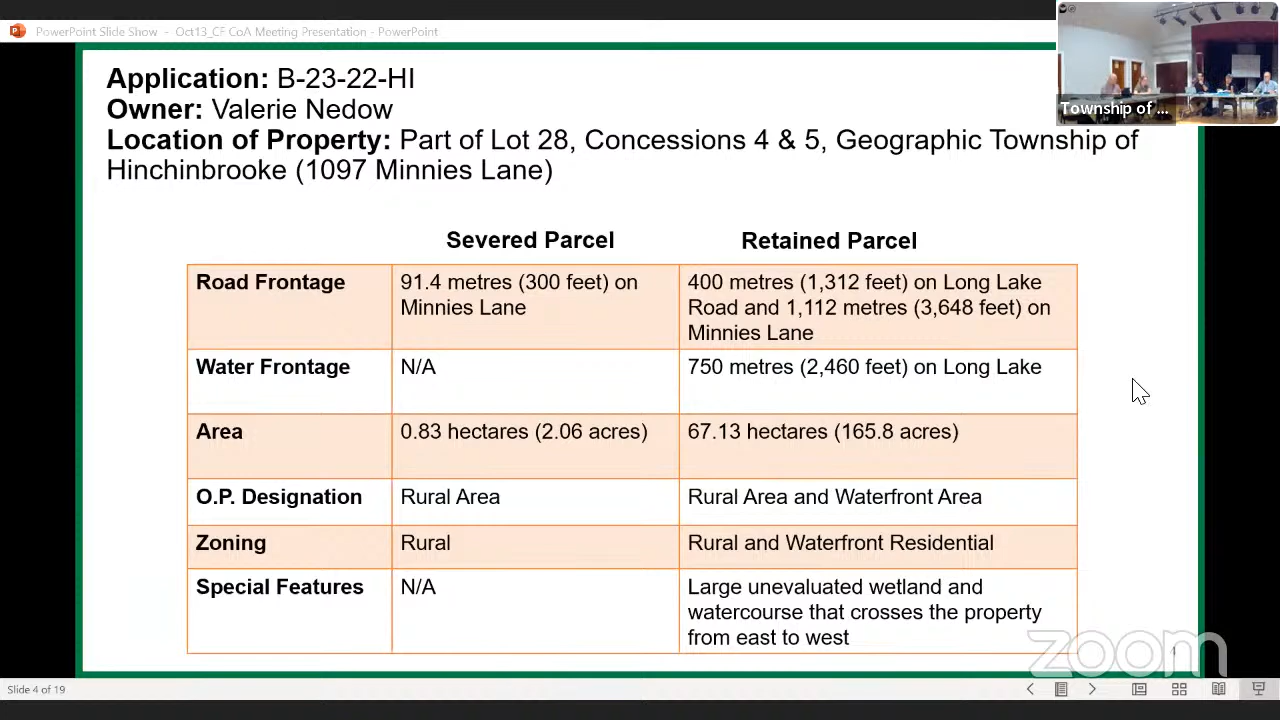 PowerPoint Slide Show - Oct13_CF CoA Meeting Presentation - PowerPoint
Township of ...
Application: B-23-22-HI
Owner: Valerie Nedow
Location of Property: Part of Lot 28, Concessions 4 & 5, Geographic Township of
Hinchinbrooke (1097 Minnies Lane)
Severed Parcel Retained Parcel
Road Frontage
91.4 metres (300 feet) on
Minnies Lane
400 metres (1,312 feet) on Long Lake
Road and 1,112 metres (3,648 feet) on
Minnies Lane
Water Frontage
N/A
750 metres (2,460 feet) on Long Lake
Area
0.83 hectares (2.06 acres)
67.13 hectares (165.8 acres)
O.P. Designation
Rural Area
Rural Area and Waterfront Area
Zoning
Rural
Rural and Waterfront Residential
Special Features
N/A
Large unevaluated wetland and
watercourse that crosses the property
from east to west
zoom
Slide 4 of 19